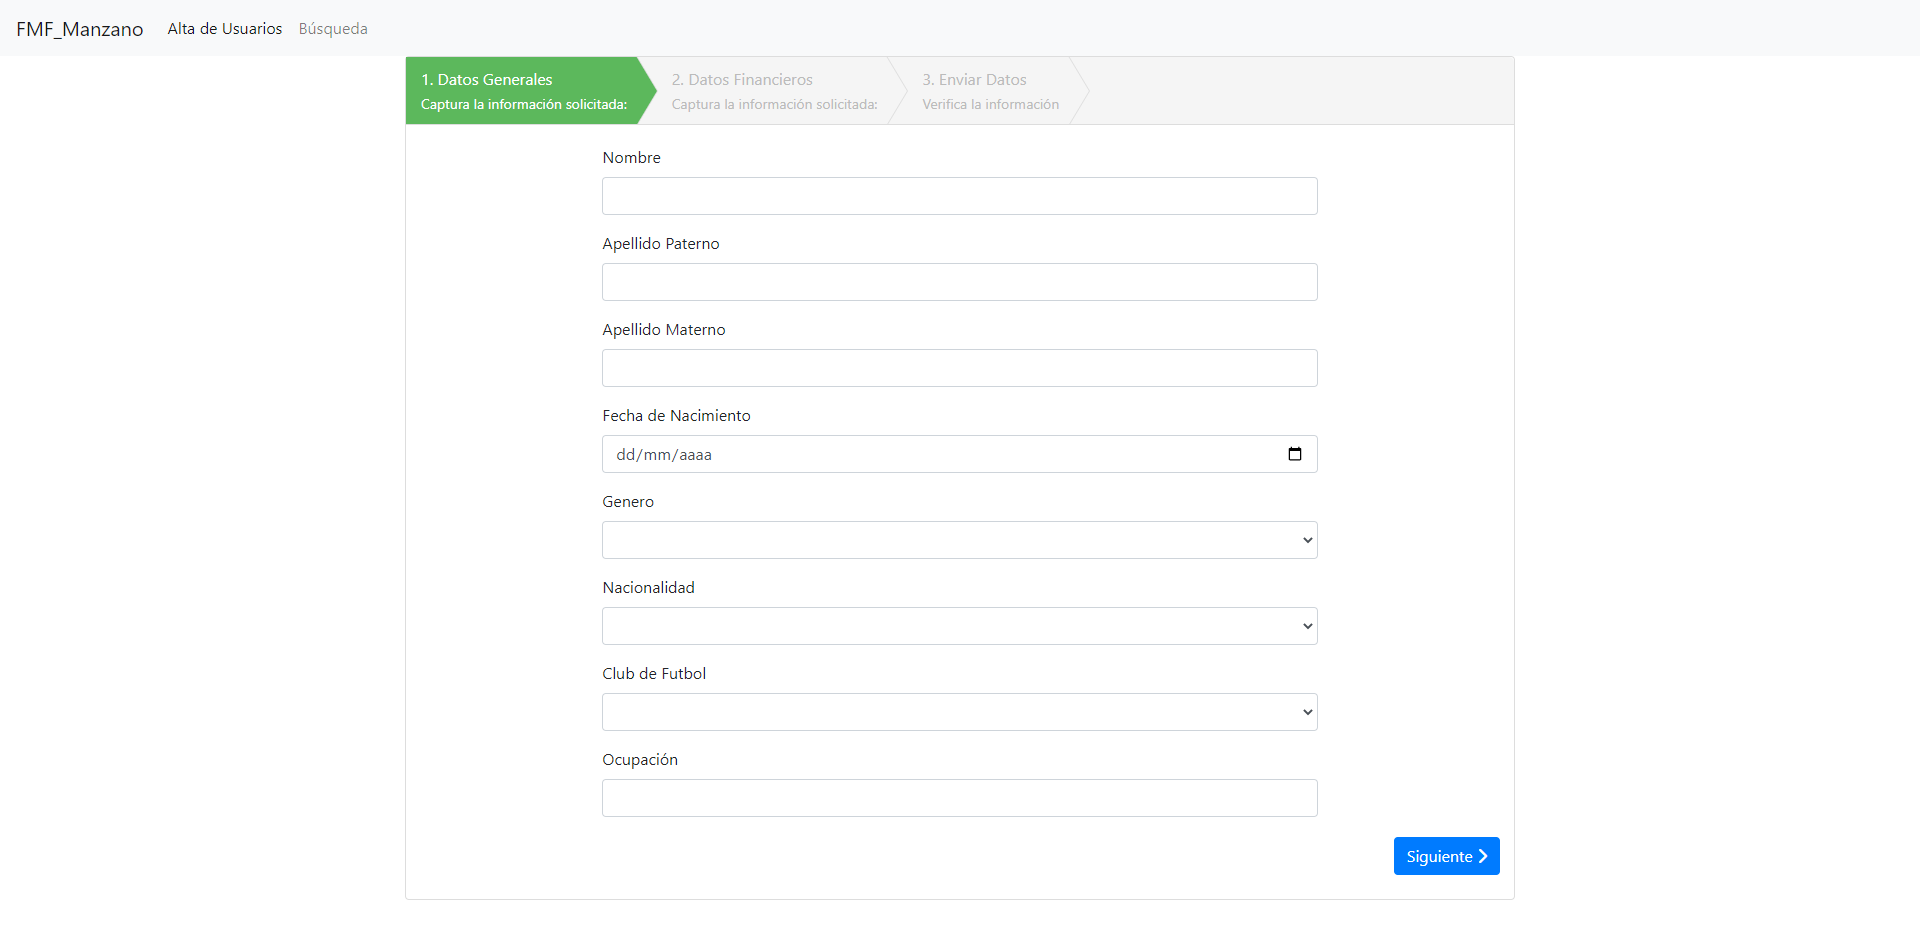 FMF_Manzano Alta de Usuarios Búsqueda
1. Datos Generales
Captura la información solicitada:
2. Datos Financieros
Captura la información solicitada:
3. Enviar Datos
Verifica la información
Nombre
Apellido Paterno
Apellido Materno
Fecha de Nacimiento
dd/mm/aaaa
Genero
Nacionalidad
Club de Futbol
Ocupación
Siguiente